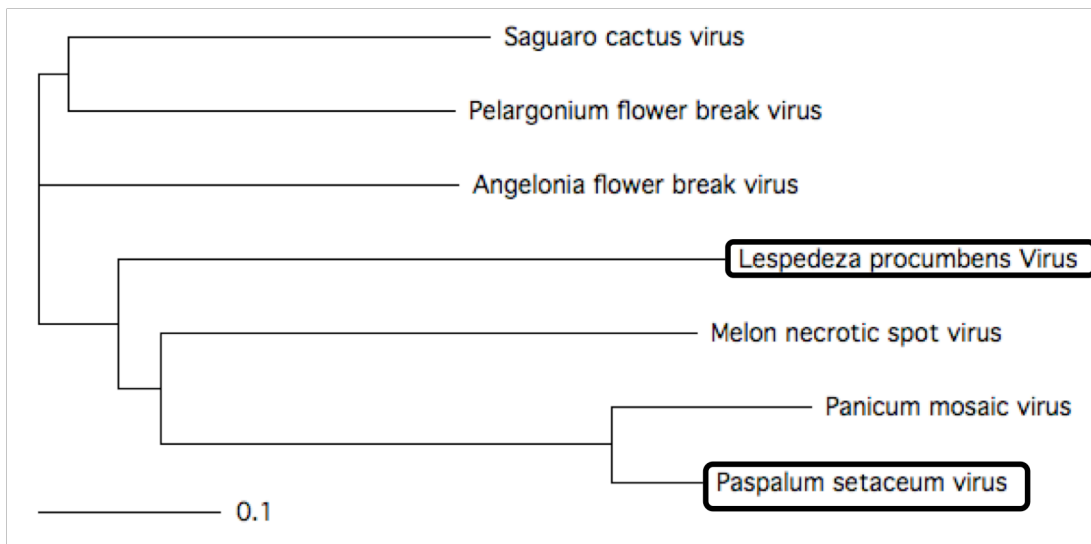 Saguaro cactus virus
Pelargonium flower break virus
Angelonia flower break virus
Lespedeza procumbens Virus
Melon necrotic spot virus
Panicum mosaic virus
Paspalum setaceum virus
0.1